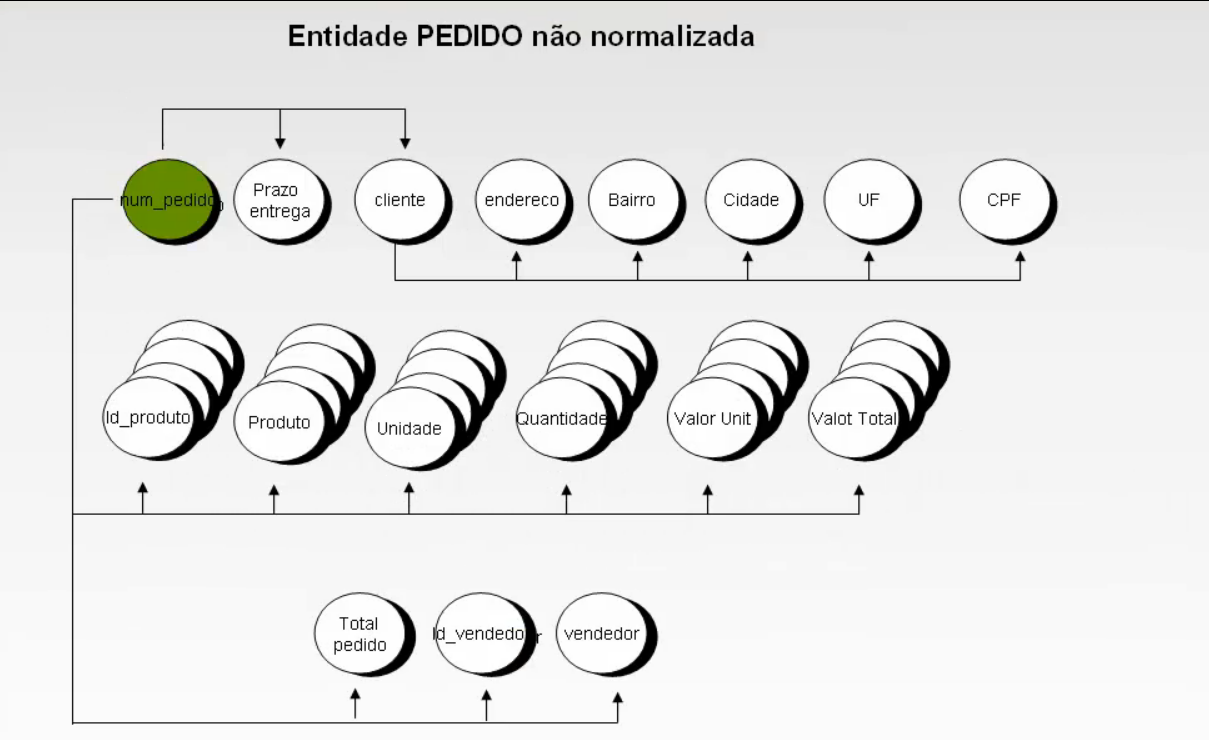 Entidade PEDIDO não normalizada
num_pedido
Prazo
entrega
cliente
endereco
Bairro
Cidade
UF
CPF
Id_produto
Produto
Unidade
Quantidade
Valor Unit
Valot Total
Total
pedido
Id_vendedor
vendedor